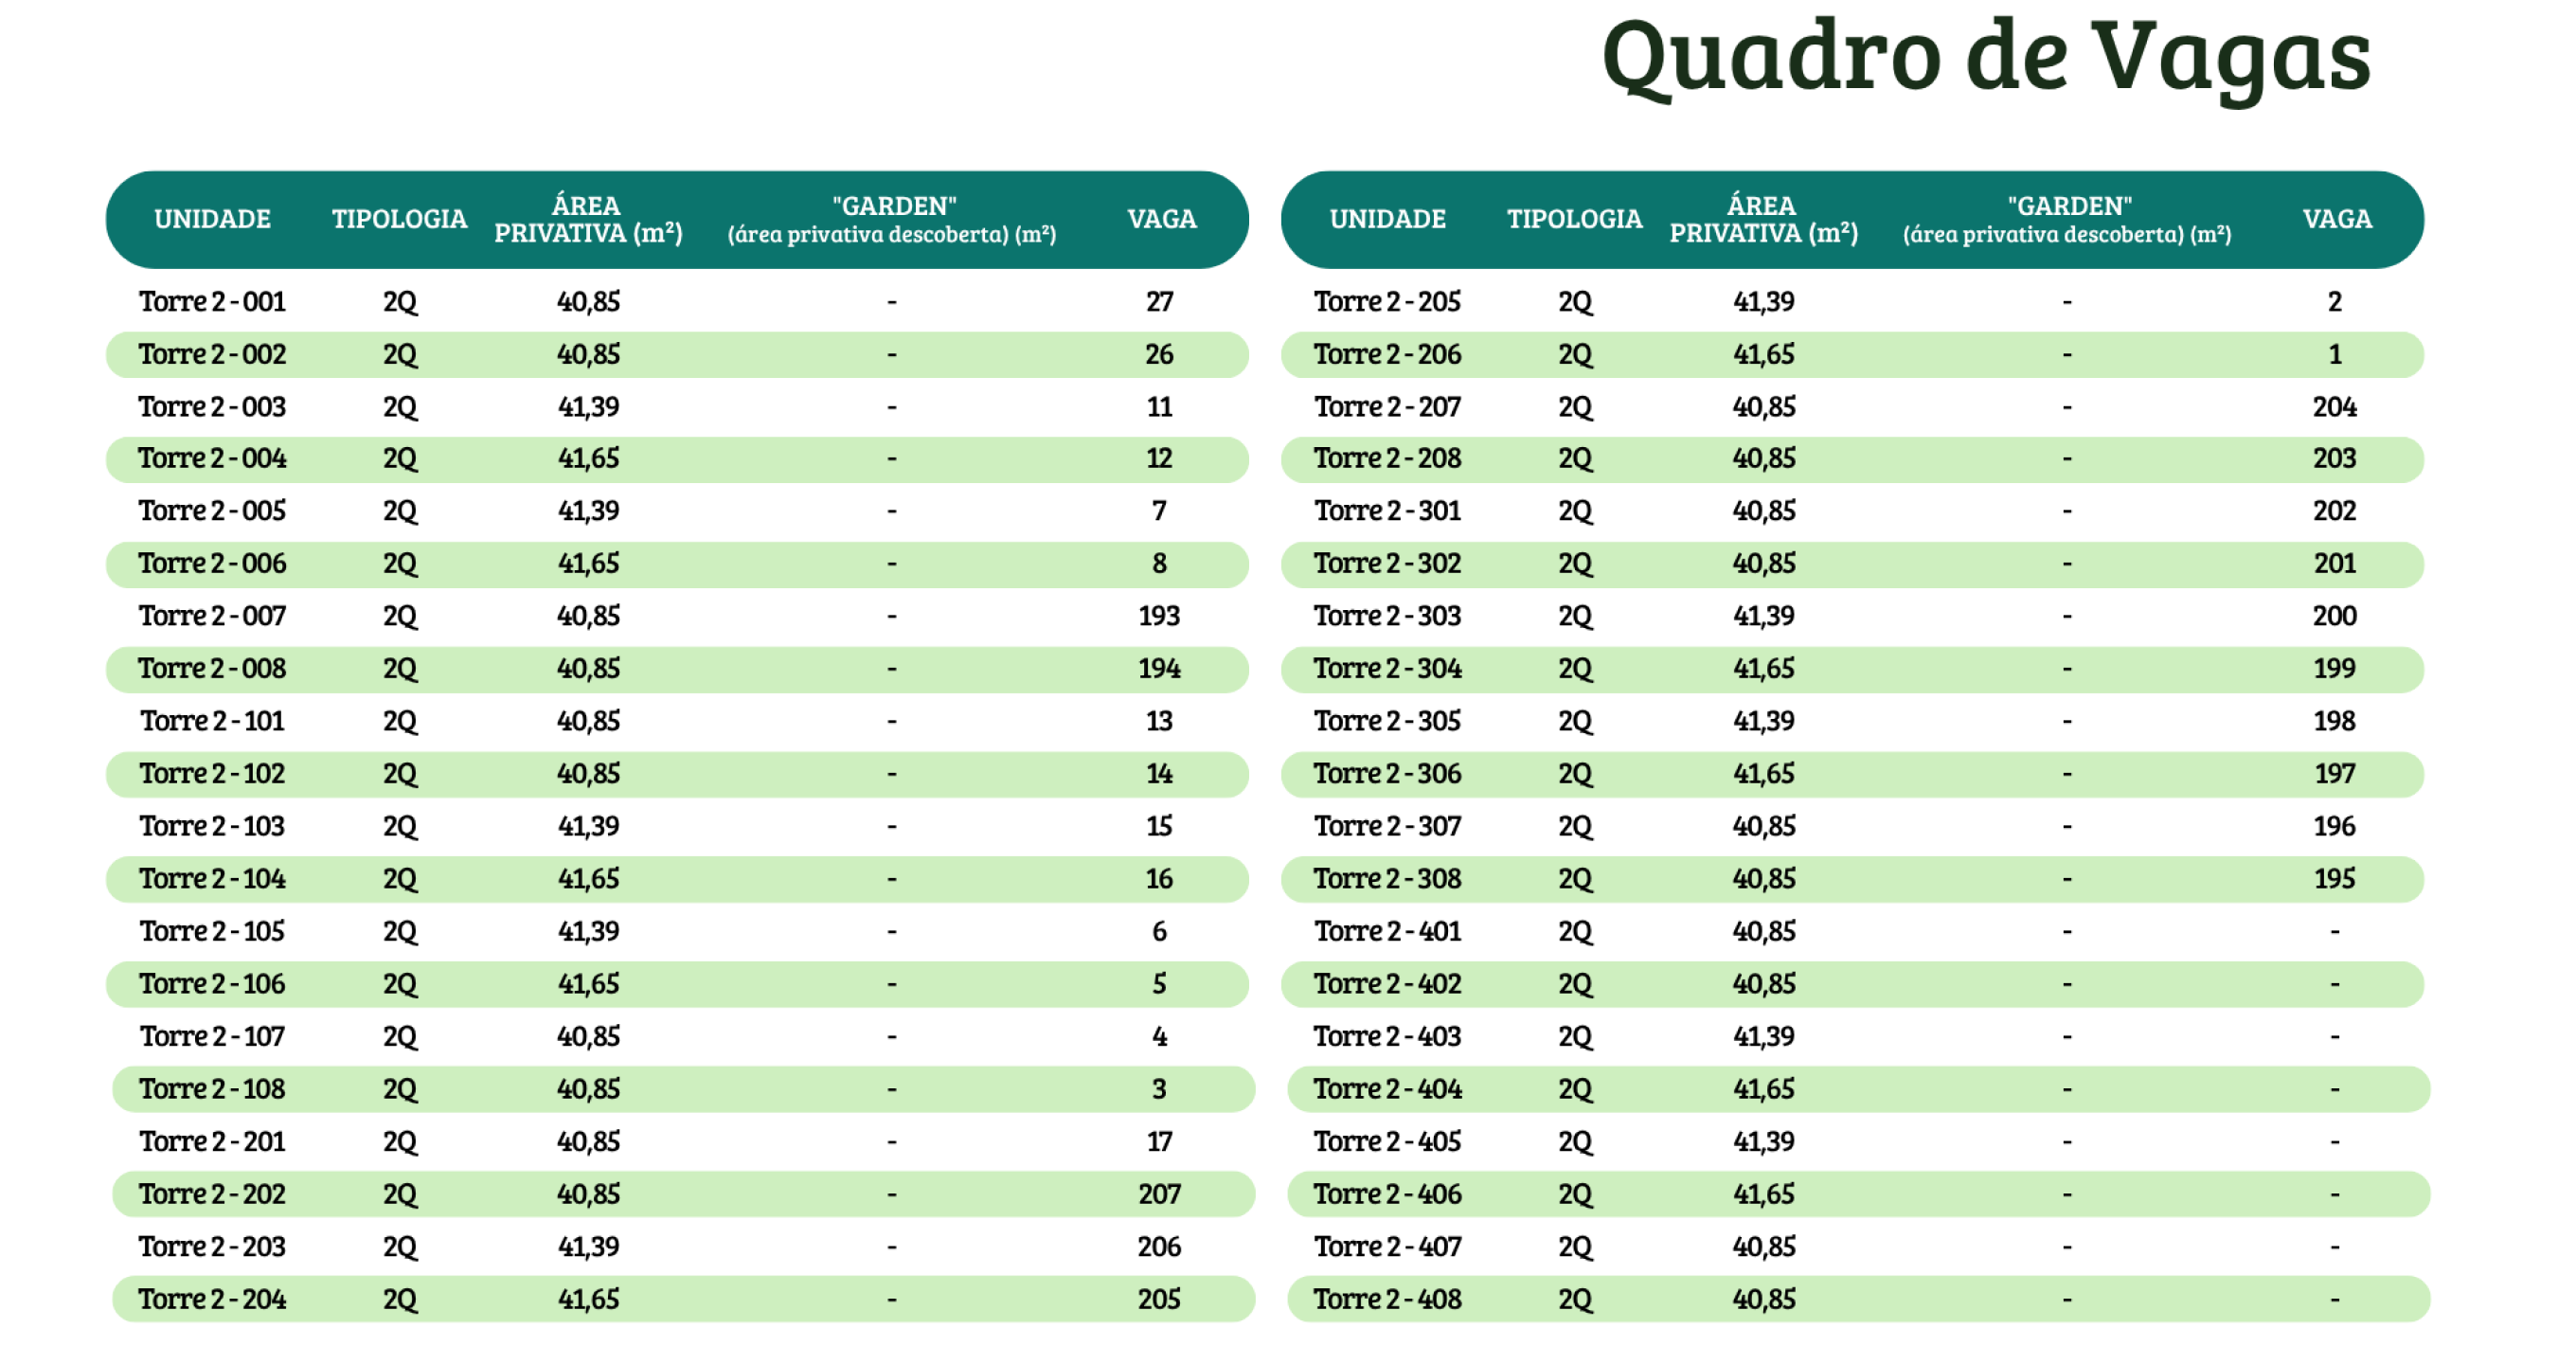 Quadro de Vagas
UNIDADE TIPOLOGIA ÁREA PRIVATIVA (m²) "GARDEN" (área privativa descoberta) (m²) VAGA
Torre 2 - 001 2Q 40,85 - 27
Torre 2 - 002 2Q 40,85 - 26
Torre 2 - 003 2Q 41,39 - 11
Torre 2 - 004 2Q 41,65 - 12
Torre 2 - 005 2Q 41,39 - 7
Torre 2 - 006 2Q 41,65 - 8
Torre 2 - 007 2Q 40,85 - 193
Torre 2 - 008 2Q 40,85 - 194
Torre 2 - 101 2Q 40,85 - 13
Torre 2 - 102 2Q 40,85 - 14
Torre 2 - 103 2Q 41,39 - 15
Torre 2 - 104 2Q 41,65 - 16
Torre 2 - 105 2Q 41,39 - 6
Torre 2 - 106 2Q 41,65 - 5
Torre 2 - 107 2Q 40,85 - 4
Torre 2 - 108 2Q 40,85 - 3
Torre 2 - 201 2Q 40,85 - 17
Torre 2 - 202 2Q 40,85 - 207
Torre 2 - 203 2Q 41,39 - 206
Torre 2 - 204 2Q 41,65 - 205
UNIDADE TIPOLOGIA ÁREA PRIVATIVA (m²) "GARDEN" (área privativa descoberta) (m²) VAGA
Torre 2 - 205 2Q 41,39 - 2
Torre 2 - 206 2Q 41,65 - 1
Torre 2 - 207 2Q 40,85 - 204
Torre 2 - 208 2Q 40,85 - 203
Torre 2 - 301 2Q 40,85 - 202
Torre 2 - 302 2Q 40,85 - 201
Torre 2 - 303 2Q 41,39 - 200
Torre 2 - 304 2Q 41,65 - 199
Torre 2 - 305 2Q 41,39 - 198
Torre 2 - 306 2Q 41,65 - 197
Torre 2 - 307 2Q 40,85 - 196
Torre 2 - 308 2Q 40,85 - 195
Torre 2 - 401 2Q 40,85 - -
Torre 2 - 402 2Q 40,85 - -
Torre 2 - 403 2Q 41,39 - -
Torre 2 - 404 2Q 41,65 - -
Torre 2 - 405 2Q 41,39 - -
Torre 2 - 406 2Q 41,65 - -
Torre 2 - 407 2Q 40,85 - -
Torre 2 - 408 2Q 40,85 - -